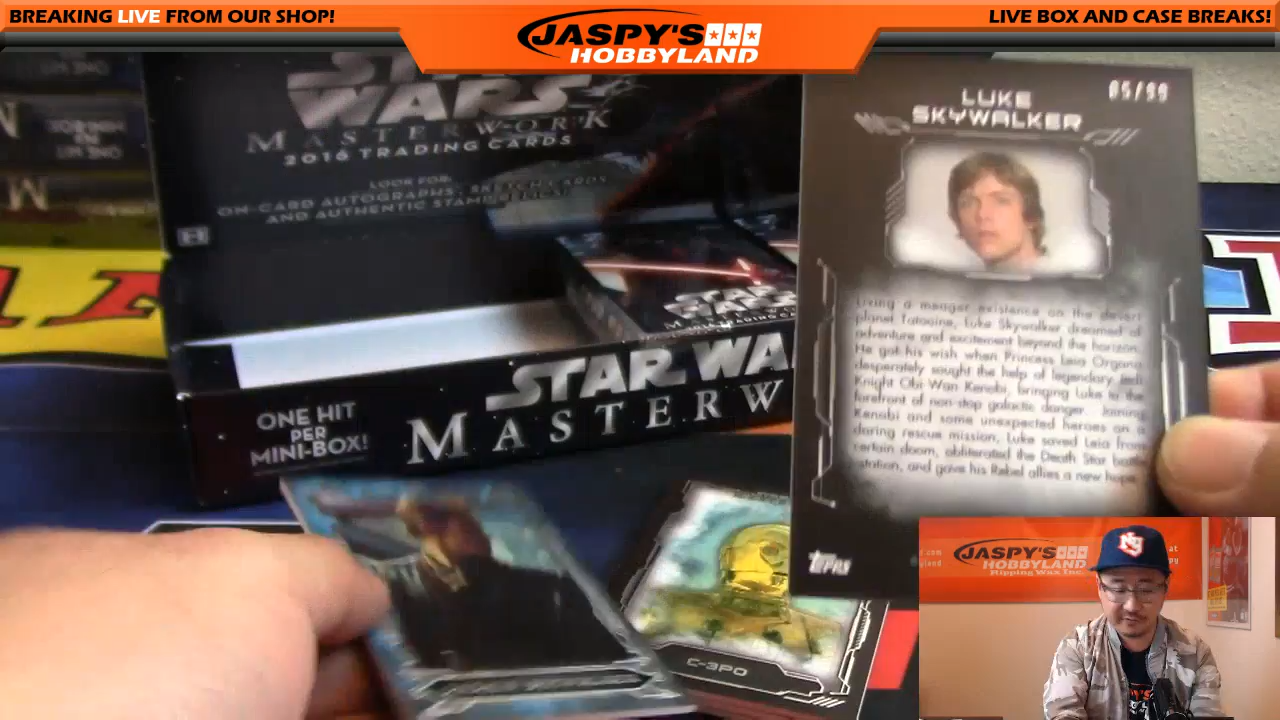 BREAKING LIVE FROM OUR SHOP!
JASPY'S
HOBBYLAND
LIVE BOX AND CASE BREAKS!
STAR
WARS
MASTERWORK
2016 TRADING CARDS
LOOK FOR
ON-CARD AUTOGRAPHS, SKETCH CARDS
AND AUTHENTIC STAMP RELICS!
H
STAR WA
MASTERW
ONE HIT
PER
MINI-BOX!
LUKE
SKYWALKER
05/99
Living a meager existence on the desert
planet Tatooine, Luke Skywalker dreamed of
adventure and excitement beyond the horizon.
He got his wish when Princess Leia Organa
desperately sought the help of legendary Jedi
Knight Obi-Wan Kenobi, bringing Luke to the
forefront of non-stop galactic danger. Joining
Kenobi and some unexpected heroes on a
daring rescue mission, Luke saved Leia from
certain doom, obliterated the Death Star battle
station, and gave his Rebel allies a new hope.
Topps
C-3PO
JASPY'S
HOBBYLAND
Ripping Wax Inc.